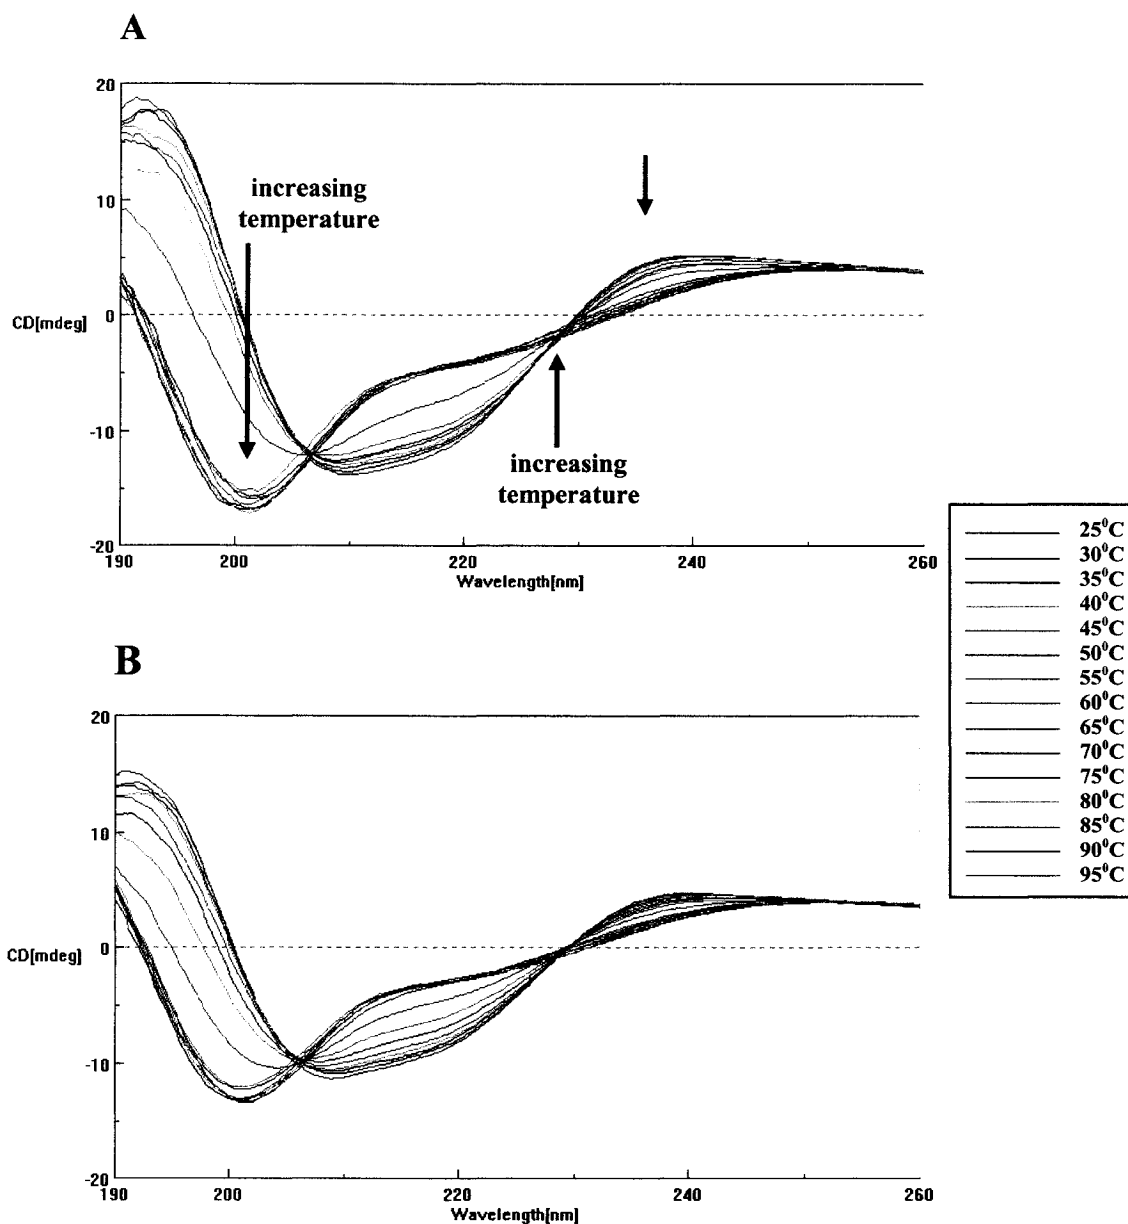 A
20
10
0
-10
-20
CD[mdeg]
increasing
temperature
increasing
temperature
190
200
220
240
260
Wavelength[nm]
25⁰C
30⁰C
35⁰C
40⁰C
45⁰C
50⁰C
55⁰C
60⁰C
65⁰C
70⁰C
75⁰C
80⁰C
85⁰C
90⁰C
95⁰C
B
20
10
0
-10
-20
CD[mdeg]
190
200
220
240
260
Wavelength[nm]